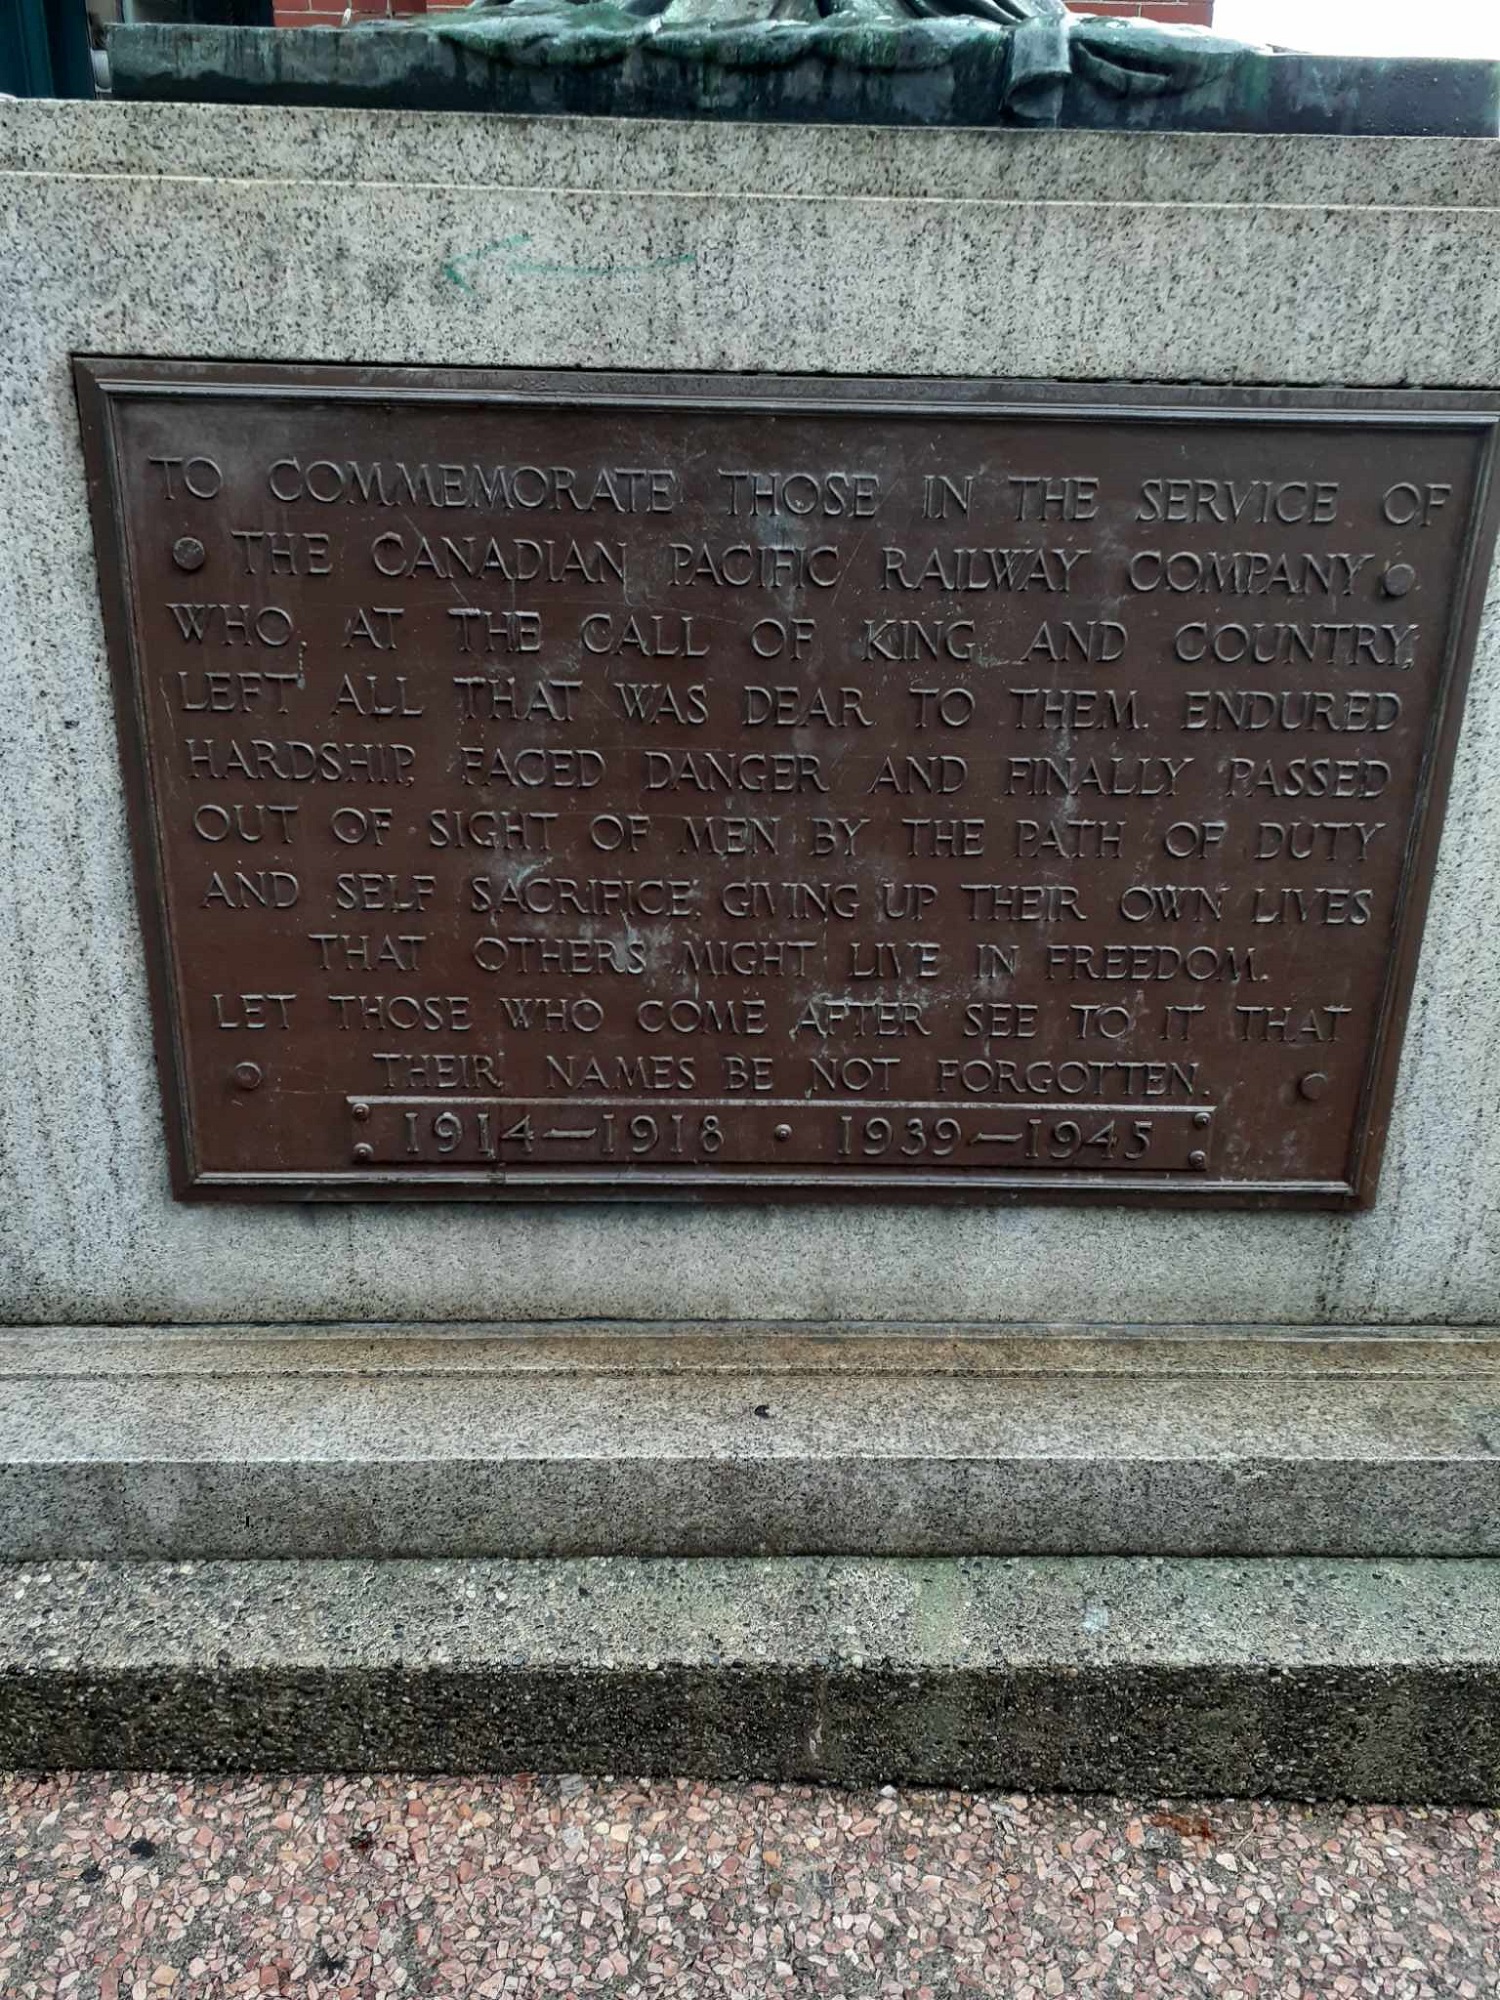 TO COMMEMORATE THOSE IN THE SERVICE OF
THE CANADIAN PACIFIC RAILWAY COMPANY
WHO, AT THE CALL OF KING AND COUNTRY,
LEFT ALL THAT WAS DEAR TO THEM, ENDURED
HARDSHIP, FACED DANGER AND FINALLY PASSED
OUT OF SIGHT OF MEN BY THE PATH OF DUTY
AND SELF SACRIFICE, GIVING UP THEIR OWN LIVES
THAT OTHERS MIGHT LIVE IN FREEDOM.
LET THOSE WHO COME AFTER SEE TO IT THAT
THEIR NAMES BE NOT FORGOTTEN.
1914—1918 • 1939—1945